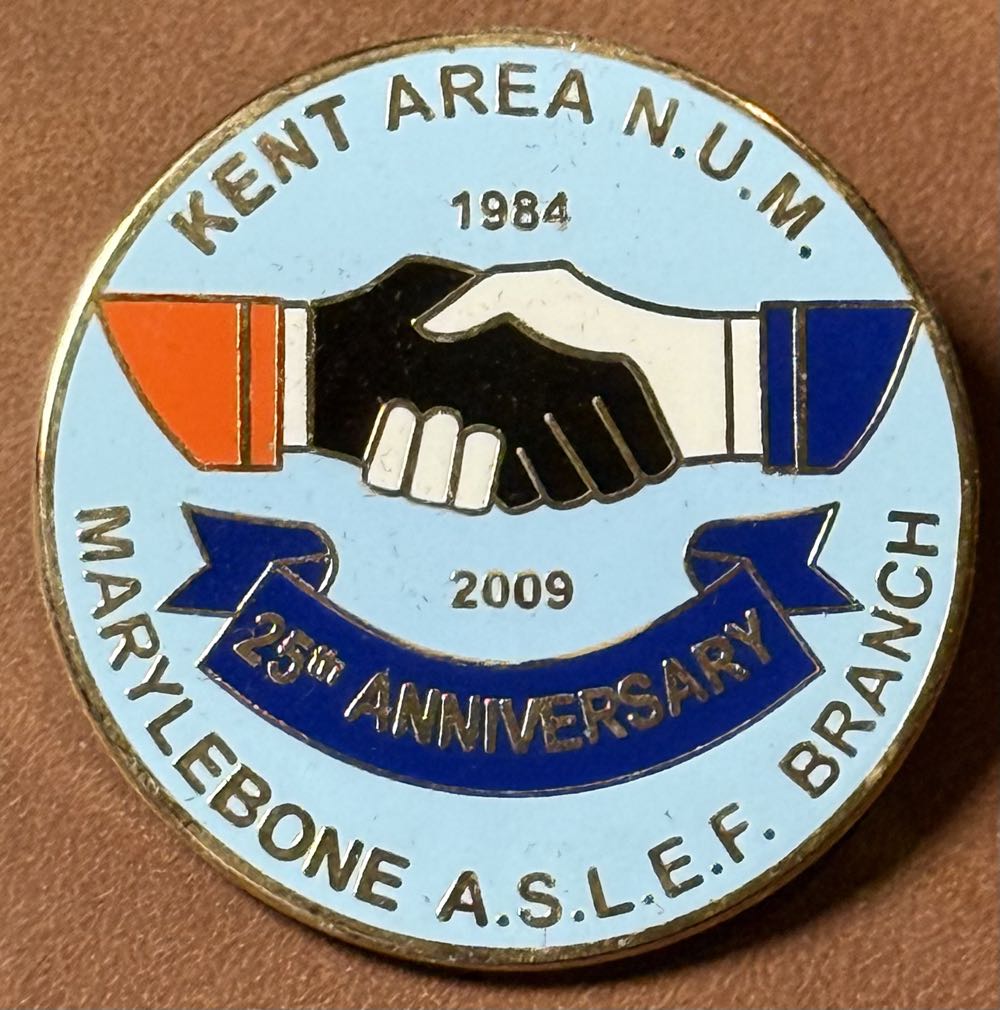 KENT AREA N.U.M.
1984
2009
25th ANNIVERSARY
MARYLEBONE A.S.L.E.F. BRANCH